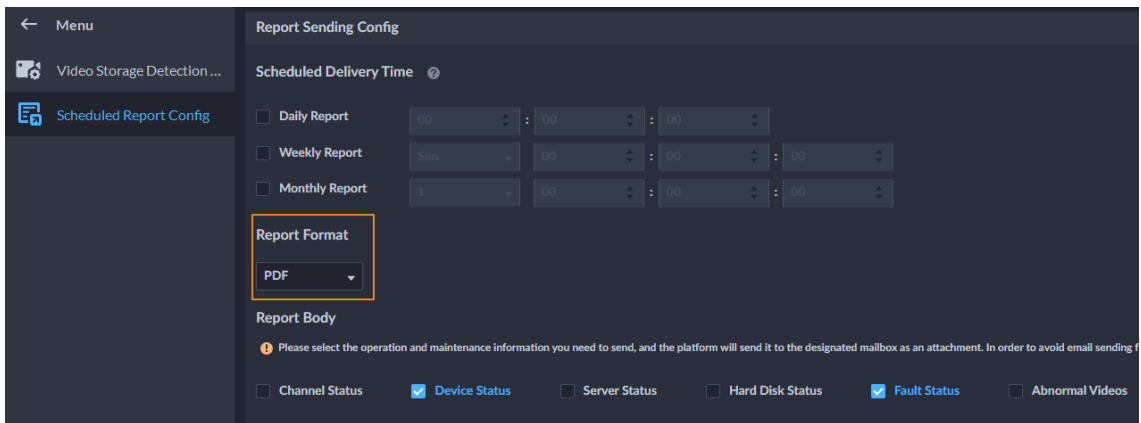 Menu
Video Storage Detection ...
Scheduled Report Config
Report Sending Config
Scheduled Delivery Time ?
Daily Report 00 : 00 : 00
Weekly Report Sun 00 : 00 : 00
Monthly Report 1 00 : 00 : 00
Report Format
PDF
Report Body
Please select the operation and maintenance information you need to send, and the platform will send it to the designated mailbox as an attachment. In order to avoid email sending f
Channel Status Device Status Server Status Hard Disk Status Fault Status Abnormal Videos